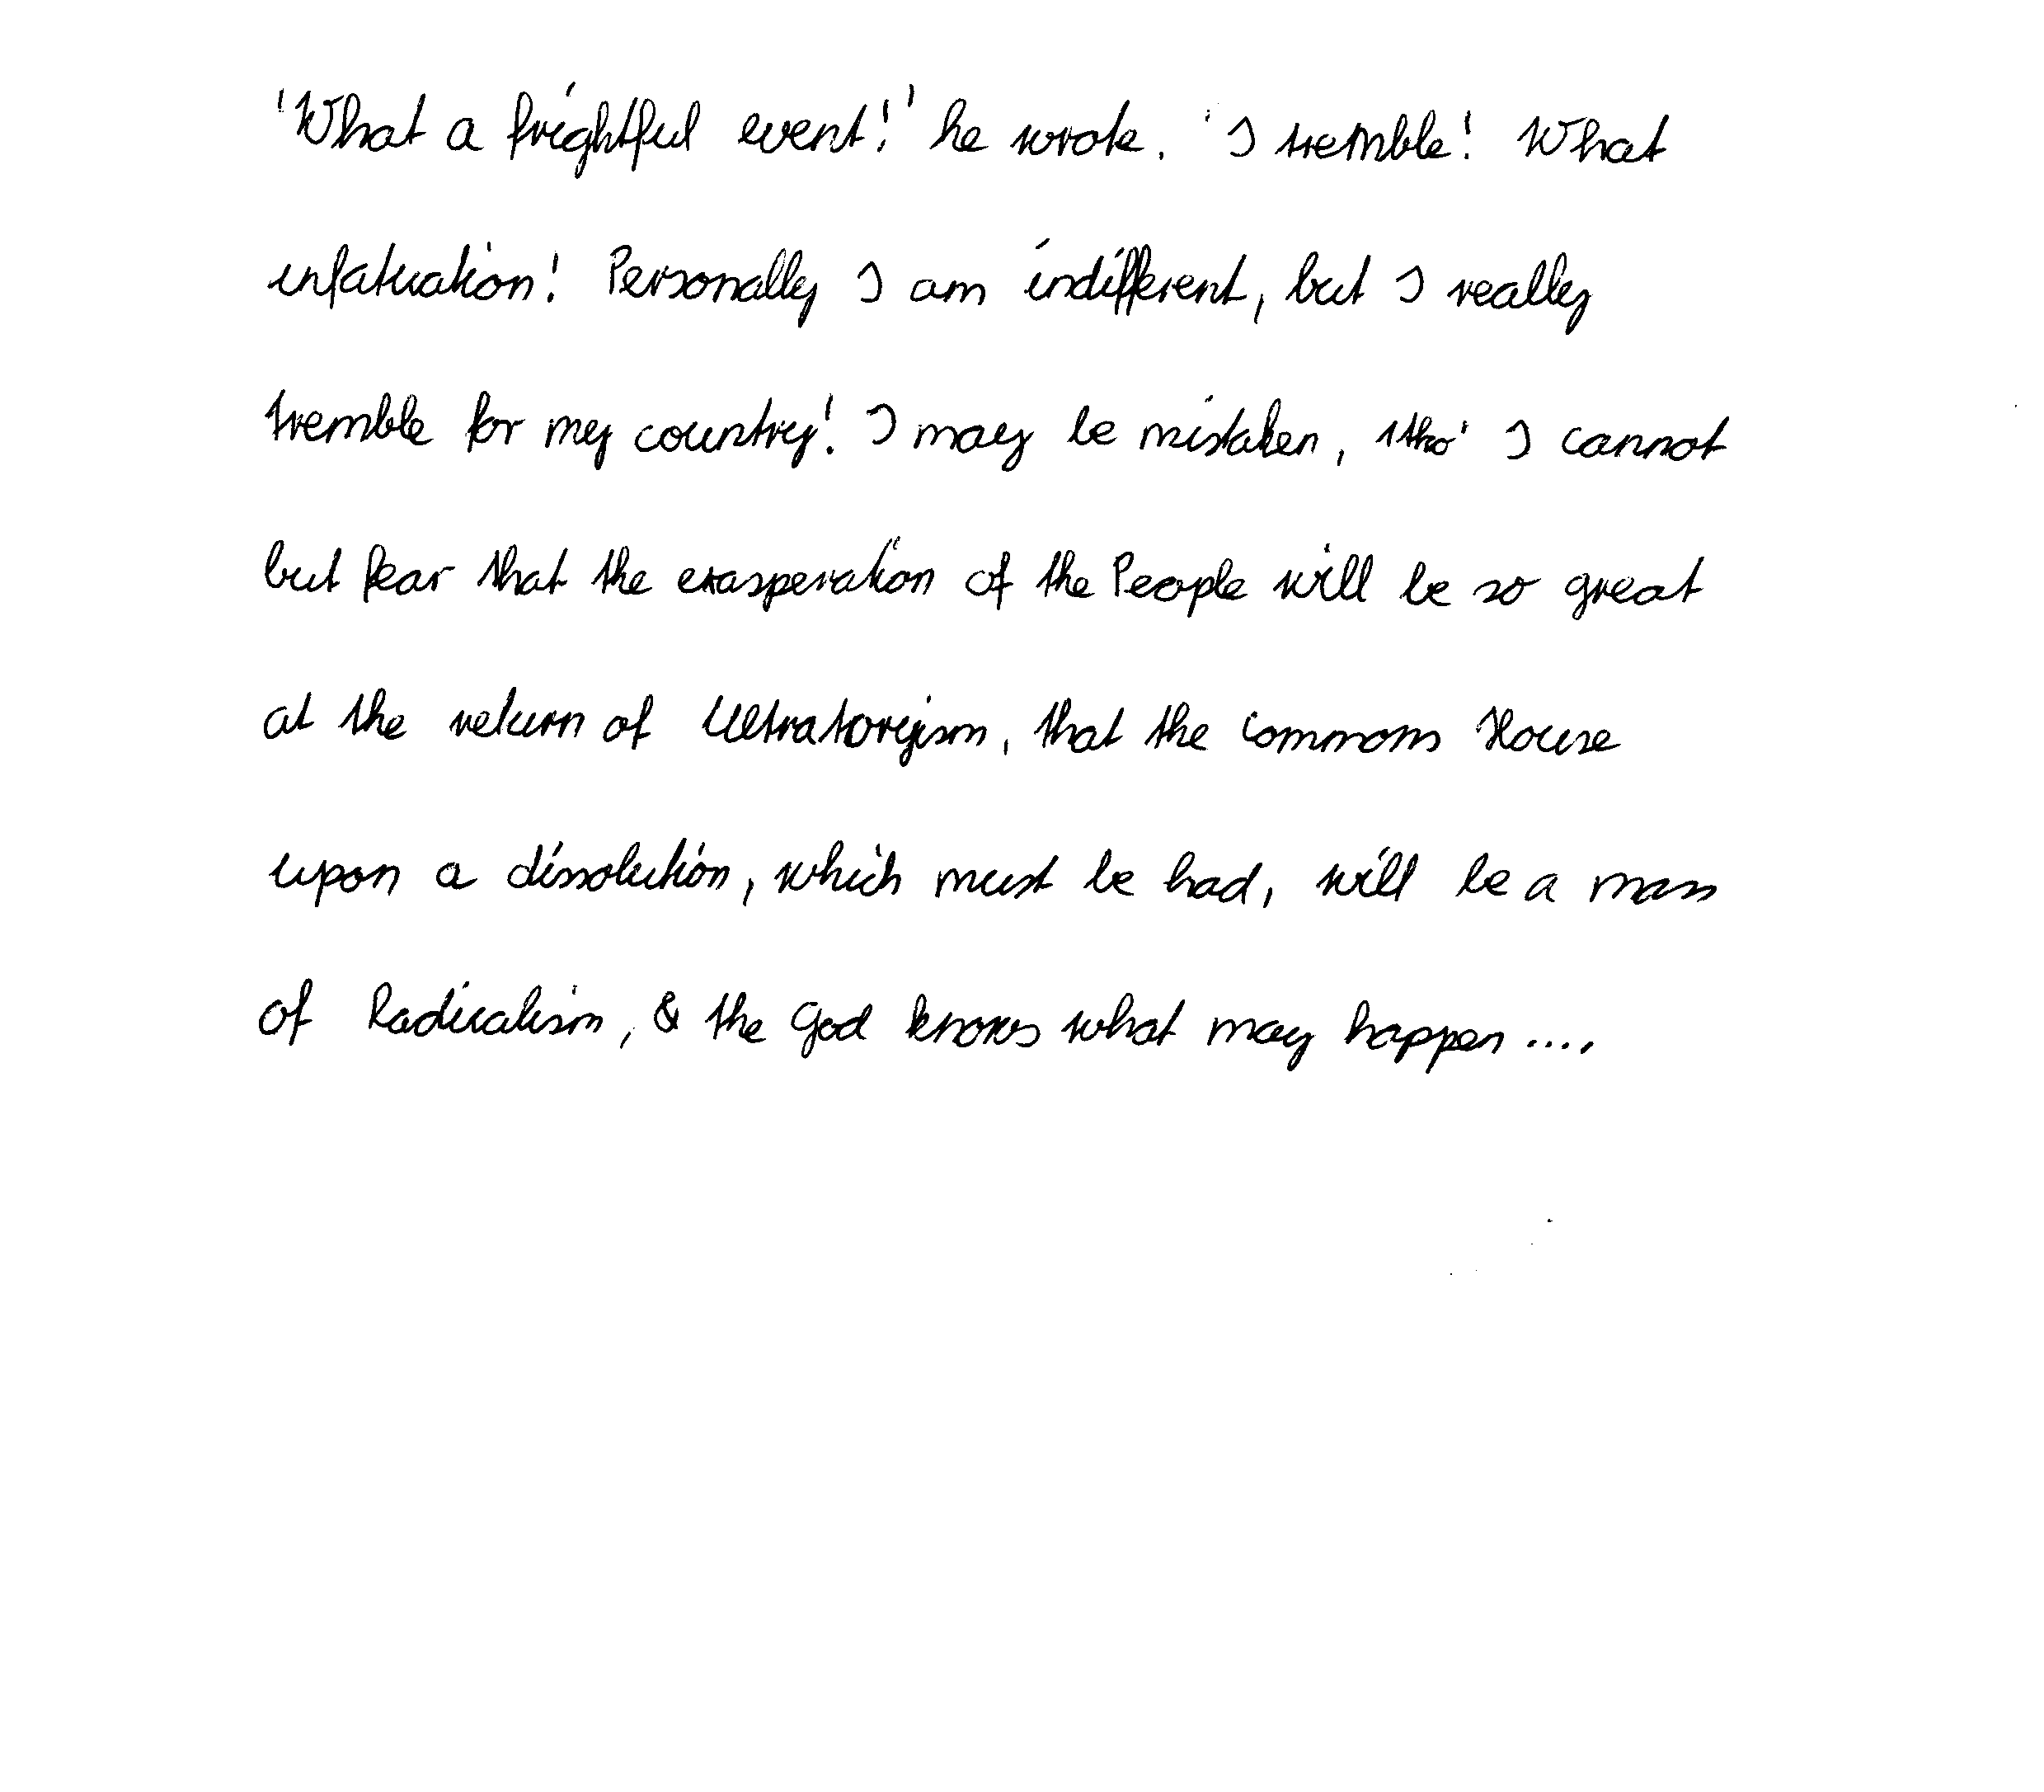 'What a frightful event!' he wrote. 'I tremble! What
infatuation! Personally I am indifferent, but I really
tremble for my country! I may be mistaken, 'tho' I cannot
but fear that the exasperation of the People will be so great
at the return of Ultratoryism, that the Commons House
upon a dissolution, which must be had, will be a mass
of Radicalism, & the God knows what may happen ....